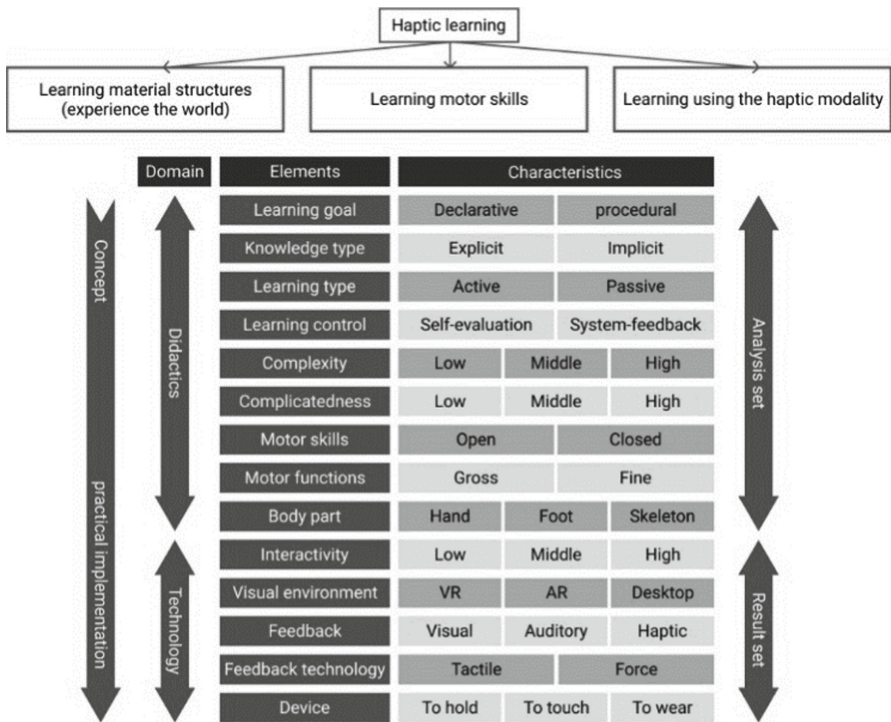 Haptic learning
Learning material structures
(experience the world)
Learning motor skills
Learning using the haptic modality
Domain Elements Characteristics
Concept
practical implementation
Didactics
Technology
Learning goal Declarative procedural
Knowledge type Explicit Implicit
Learning type Active Passive
Learning control Self-evaluation System-feedback
Complexity Low Middle High
Complicatedness Low Middle High
Motor skills Open Closed
Motor functions Gross Fine
Body part Hand Foot Skeleton
Interactivity Low Middle High
Visual environment VR AR Desktop
Feedback Visual Auditory Haptic
Feedback technology Tactile Force
Device To hold To touch To wear
Analysis set
Result set